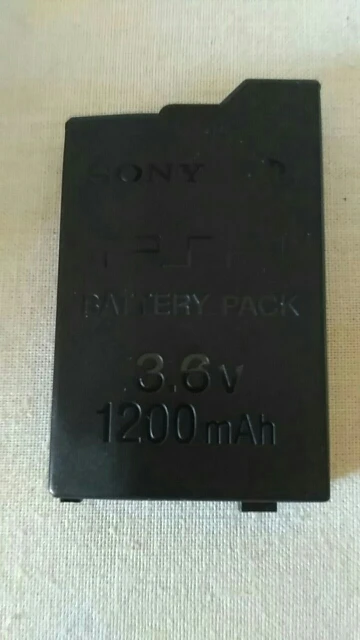 SONY
PSP
BATTERY PACK
3.6V
1200mAh